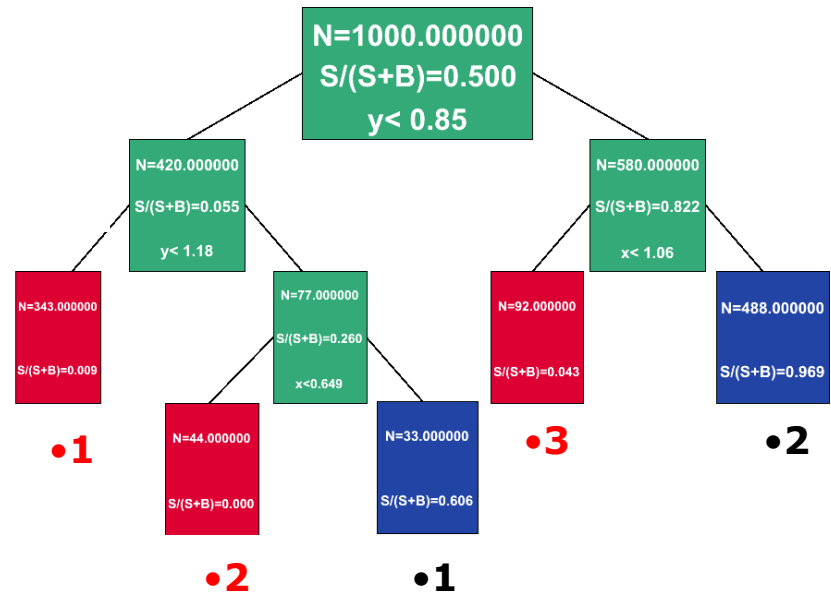 N=1000.000000
S/(S+B)=0.500
y< 0.85
N=420.000000
S/(S+B)=0.055
y< 1.18
N=580.000000
S/(S+B)=0.822
x< 1.06
N=343.000000
S/(S+B)=0.009
N=77.000000
S/(S+B)=0.260
x<0.649
N=92.000000
S/(S+B)=0.043
N=488.000000
S/(S+B)=0.969
•1
N=44.000000
S/(S+B)=0.000
N=33.000000
S/(S+B)=0.606
•3
•2
•2
•1